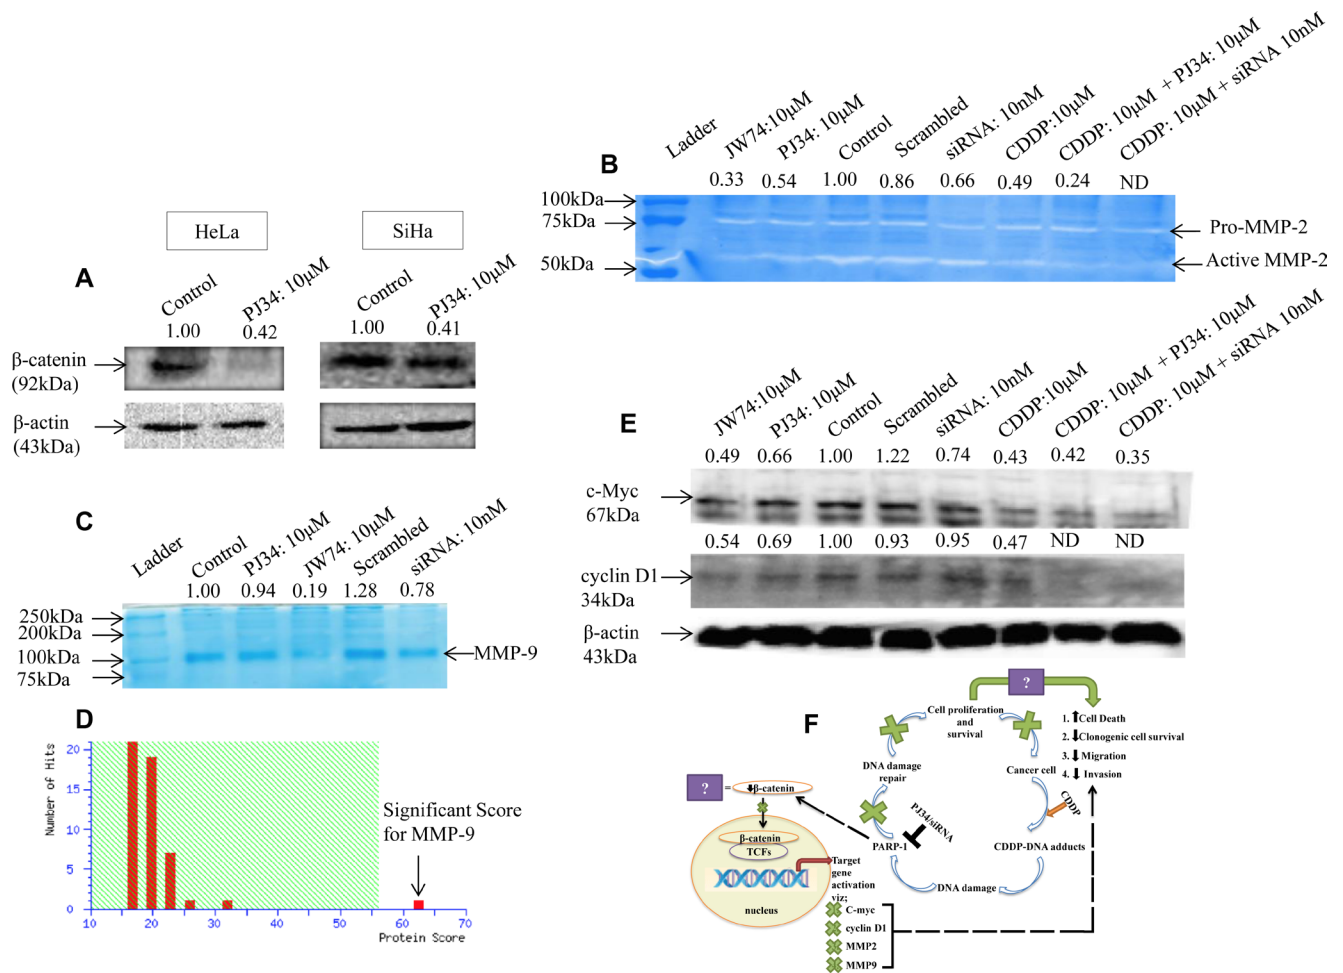 A
HeLa
SiHa
Control
PJ34: 10µM
Control
PJ34: 10µM
1.00
0.42
1.00
0.41
β-catenin
(92kDa)
β-actin
(43kDa)
B
Ladder
JW74:10µM
PJ34: 10µM
Control
Scrambled
siRNA: 10nM
CDDP:10µM
CDDP: 10µM + PJ34: 10µM
CDDP: 10µM + siRNA 10nM
0.33
0.54
1.00
0.86
0.66
0.49
0.24
ND
100kDa
75kDa
50kDa
Pro-MMP-2
Active MMP-2
C
Ladder
Control
PJ34: 10µM
JW74: 10µM
Scrambled
siRNA: 10nM
1.00
0.94
0.19
1.28
0.78
250kDa
200kDa
100kDa
75kDa
MMP-9
D
Number of Hits
20
15
10
5
0
10
20
30
40
50
60
70
Protein Score
Significant Score
for MMP-9
E
JW74:10µM
PJ34: 10µM
Control
Scrambled
siRNA: 10nM
CDDP:10µM
CDDP: 10µM + PJ34: 10µM
CDDP: 10µM + siRNA 10nM
0.49
0.66
1.00
1.22
0.74
0.43
0.42
0.35
c-Myc
67kDa
0.54
0.69
1.00
0.93
0.95
0.47
ND
ND
cyclin D1
34kDa
β-actin
43kDa
F
?
Cell proliferation
and
survival
1. Cell Death
2. Clonogenic cell survival
3. Migration
4. Invasion
DNA damage
repair
Cancer cell
CDDP
PJ34/siRNA
PARP-1
CDDP-DNA adducts
DNA damage
? =
β-catenin
β-catenin
TCFs
nucleus
Target
gene
activation
viz;
C-myc
cyclin D1
MMP2
MMP9